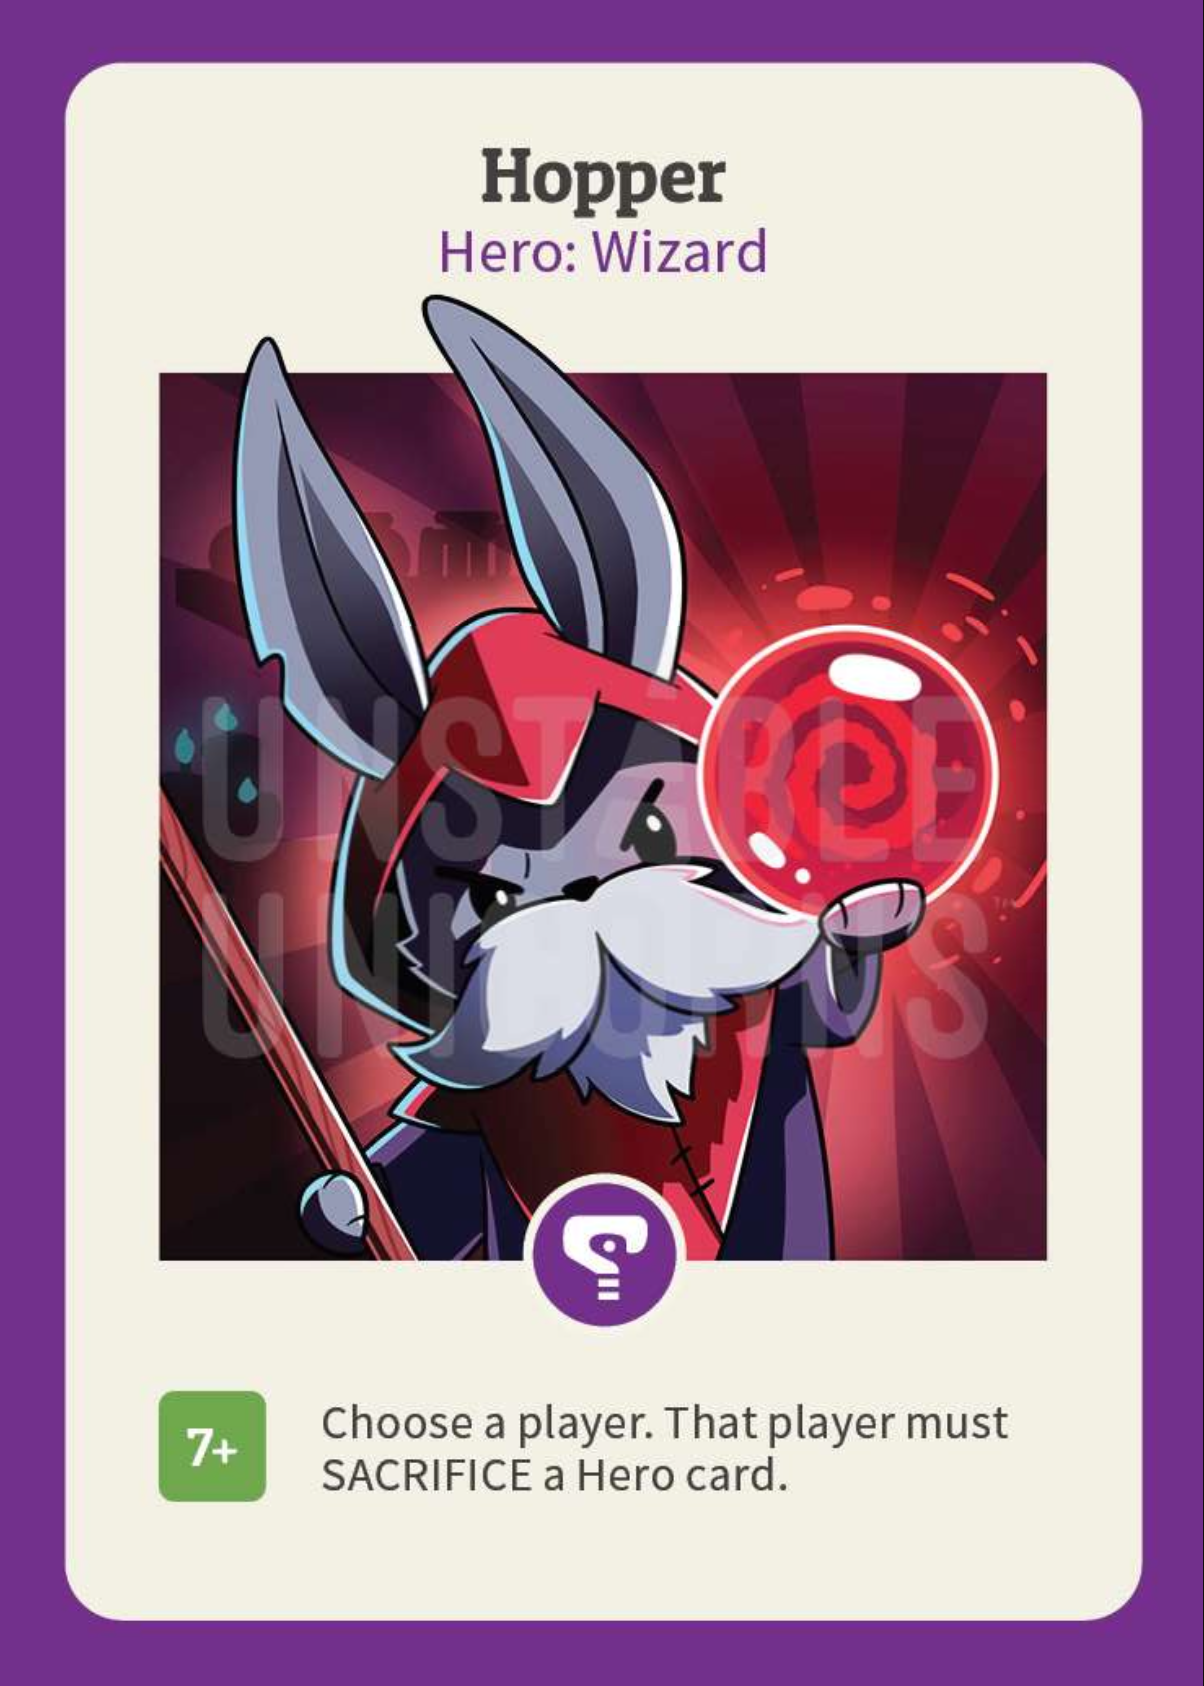 Hopper
Hero: Wizard
UNSTABLE
UNICORNS
7+
Choose a player. That player must
SACRIFICE a Hero card.